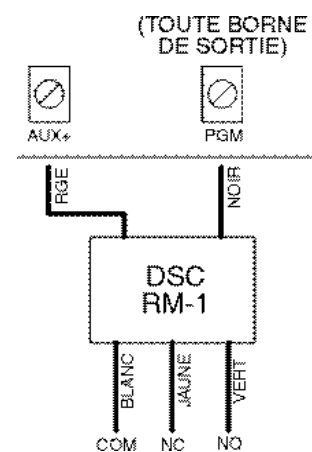 (TOUTE BORNE
DE SORTIE)
AUX+
PGM
RGE
NOIR
DSC
RM-1
BLANC
JAUNE
VERT
COM
NC
NO